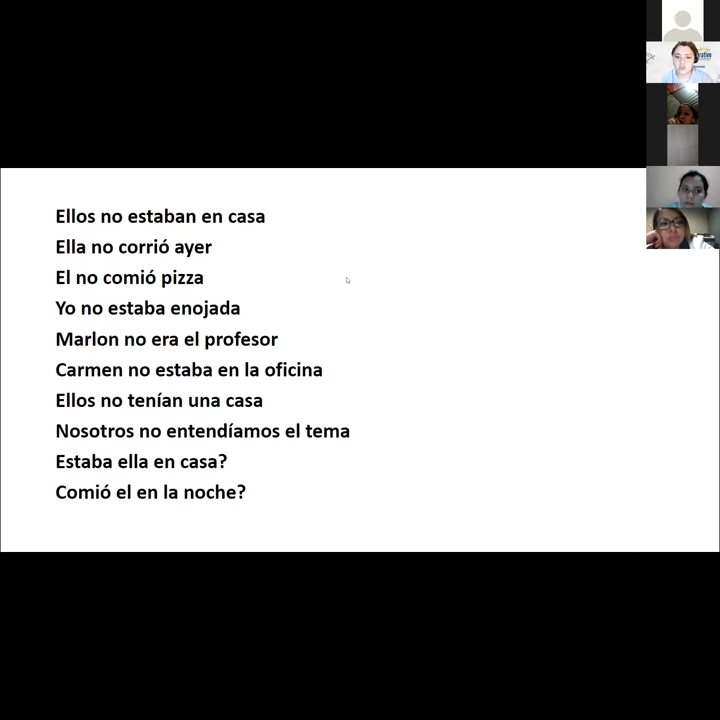 Ellos no estaban en casa
Ella no corrió ayer
El no comió pizza
Yo no estaba enojada
Marlon no era el profesor
Carmen no estaba en la oficina
Ellos no tenían una casa
Nosotros no entendíamos el tema
Estaba ella en casa?
Comió el en la noche?